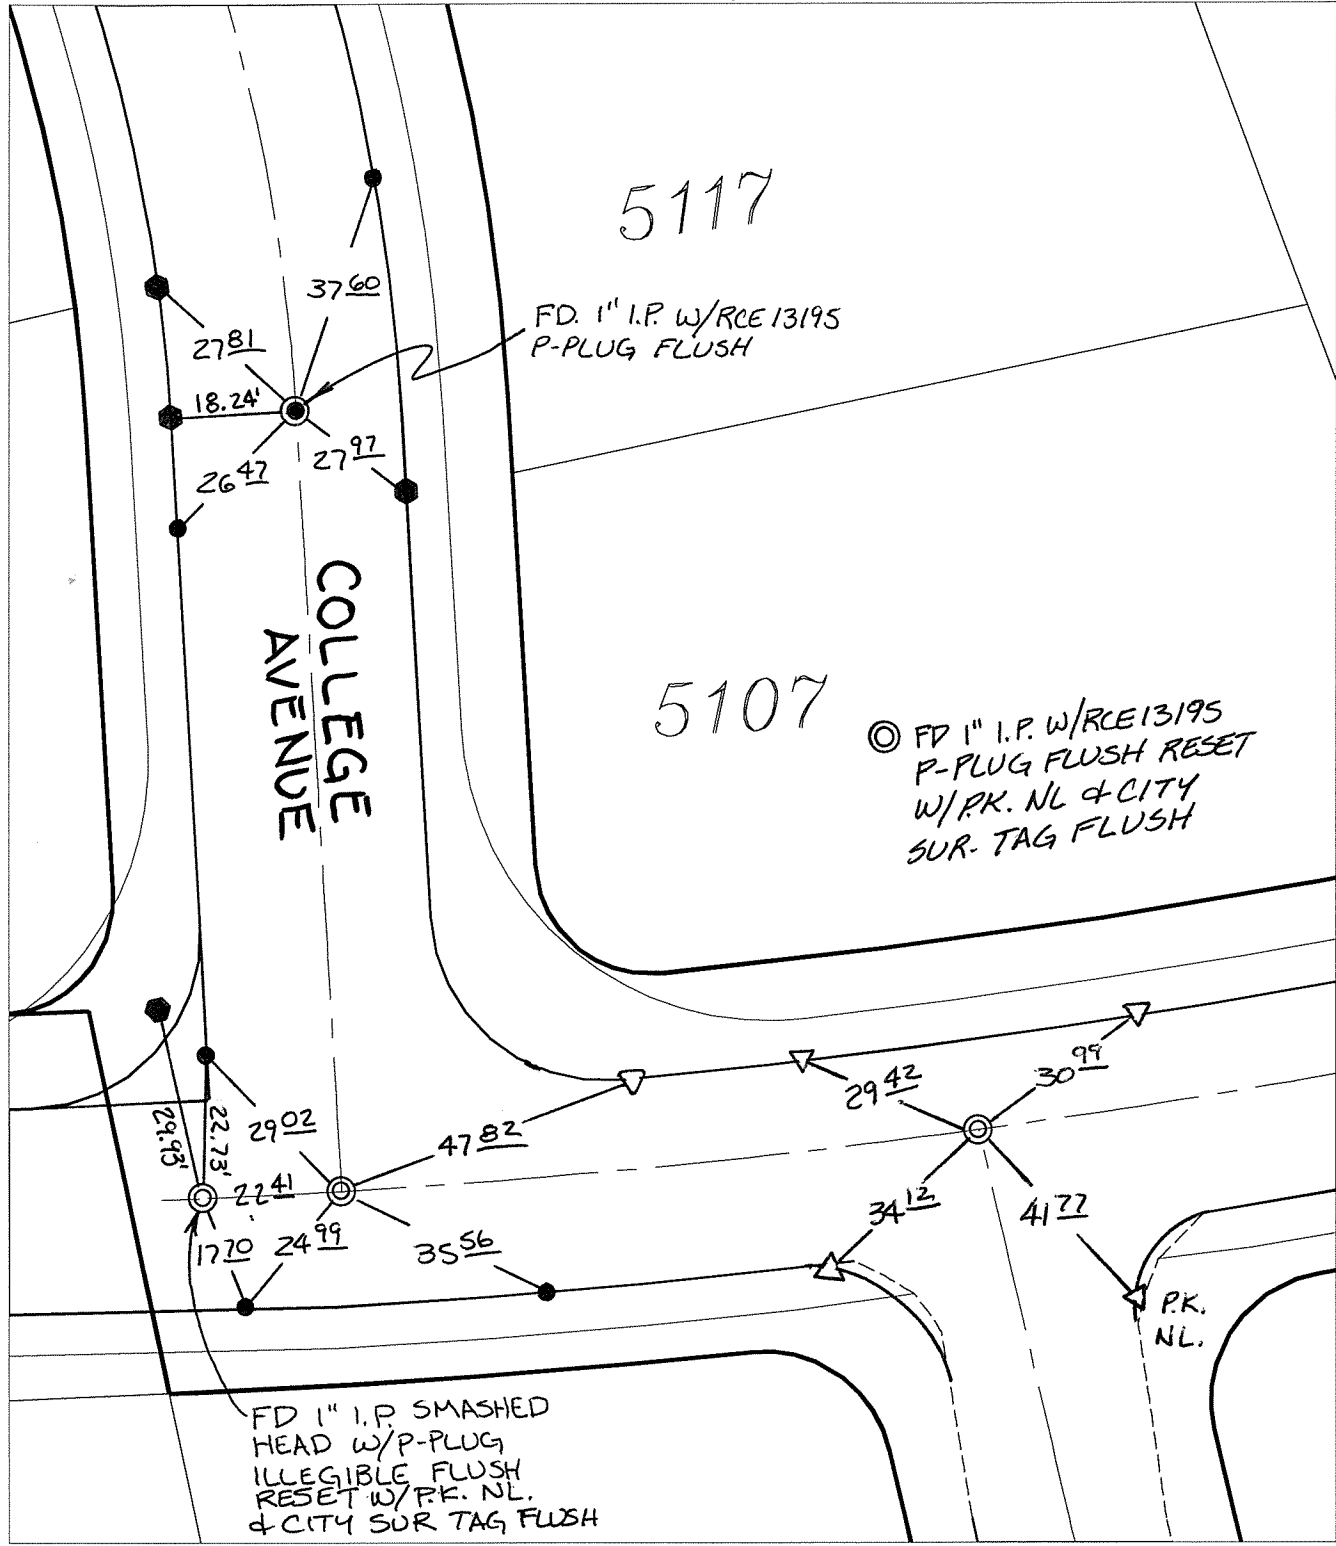 5117
37 60
FD. 1" I.P. W/RCE 13195
P-PLUG FLUSH
27 81
18.24'
27 97
26 47
COLLEGE
AVENUE
5107
FD 1" I.P. W/RCE 13195
P-PLUG FLUSH RESET
W/P.K. NL & CITY
SUR. TAG FLUSH
30 99
29 42
29 02
47 82
29.93'
22.73'
22 41
34 12
41 77
17 70
24 99
35 56
P.K.
NL.
FD 1" I.P. SMASHED
HEAD W/P-PLUG
ILLEGIBLE FLUSH
RESET W/P.K. NL.
& CITY SUR TAG FLUSH